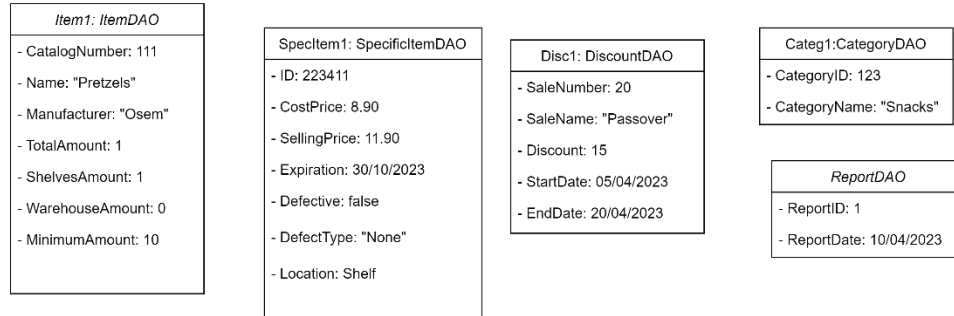 Item1: ItemDAO
- CatalogNumber: 111
- Name: "Pretzels"
- Manufacturer: "Osem"
- TotalAmount: 1
- ShelvesAmount: 1
- WarehouseAmount: 0
- MinimumAmount: 10
SpecItem1: SpecificItemDAO
- ID: 223411
- CostPrice: 8.90
- SellingPrice: 11.90
- Expiration: 30/10/2023
- Defective: false
- DefectType: "None"
- Location: Shelf
Disc1: DiscountDAO
- SaleNumber: 20
- SaleName: "Passover"
- Discount: 15
- StartDate: 05/04/2023
- EndDate: 20/04/2023
Categ1:CategoryDAO
- CategoryID: 123
- CategoryName: "Snacks"
ReportDAO
- ReportID: 1
- ReportDate: 10/04/2023